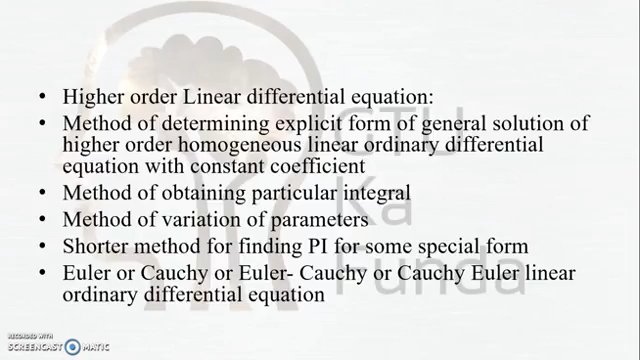 • Higher order Linear differential equation:
• Method of determining explicit form of general solution of
higher order homogeneous linear ordinary differential
equation with constant coefficient
• Method of obtaining particular integral
• Method of variation of parameters
• Shorter method for finding PI for some special form
• Euler or Cauchy or Euler- Cauchy or Cauchy Euler linear
ordinary differential equation
GTU
Ka
Funda
RECORDED WITH
SCREENCAST MATIC